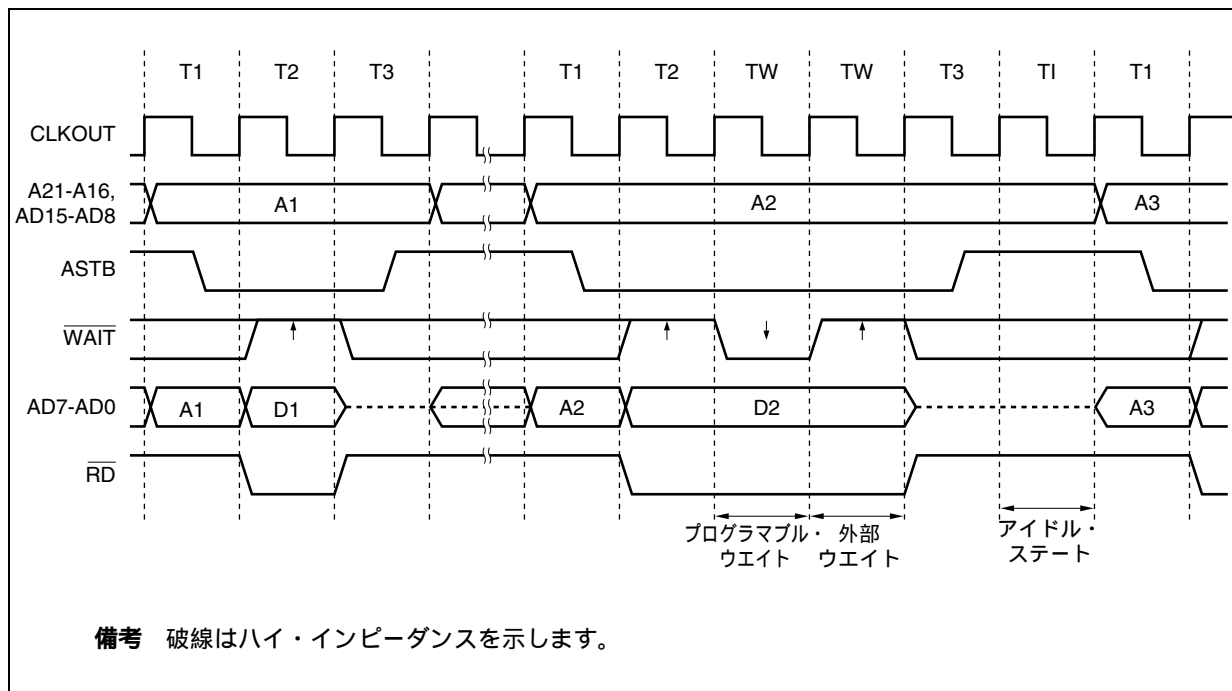 T1 T2 T3 T1 T2 TW TW T3 TI T1
CLKOUT
A21-A16,
AD15-AD8
A1 A2 A3
ASTB
WAIT
AD7-AD0
A1 D1 A2 D2 A3
RD
プログラマブル・
ウエイト
外部
ウエイト
アイドル・
ステート
備考 破線はハイ・インピーダンスを示します。